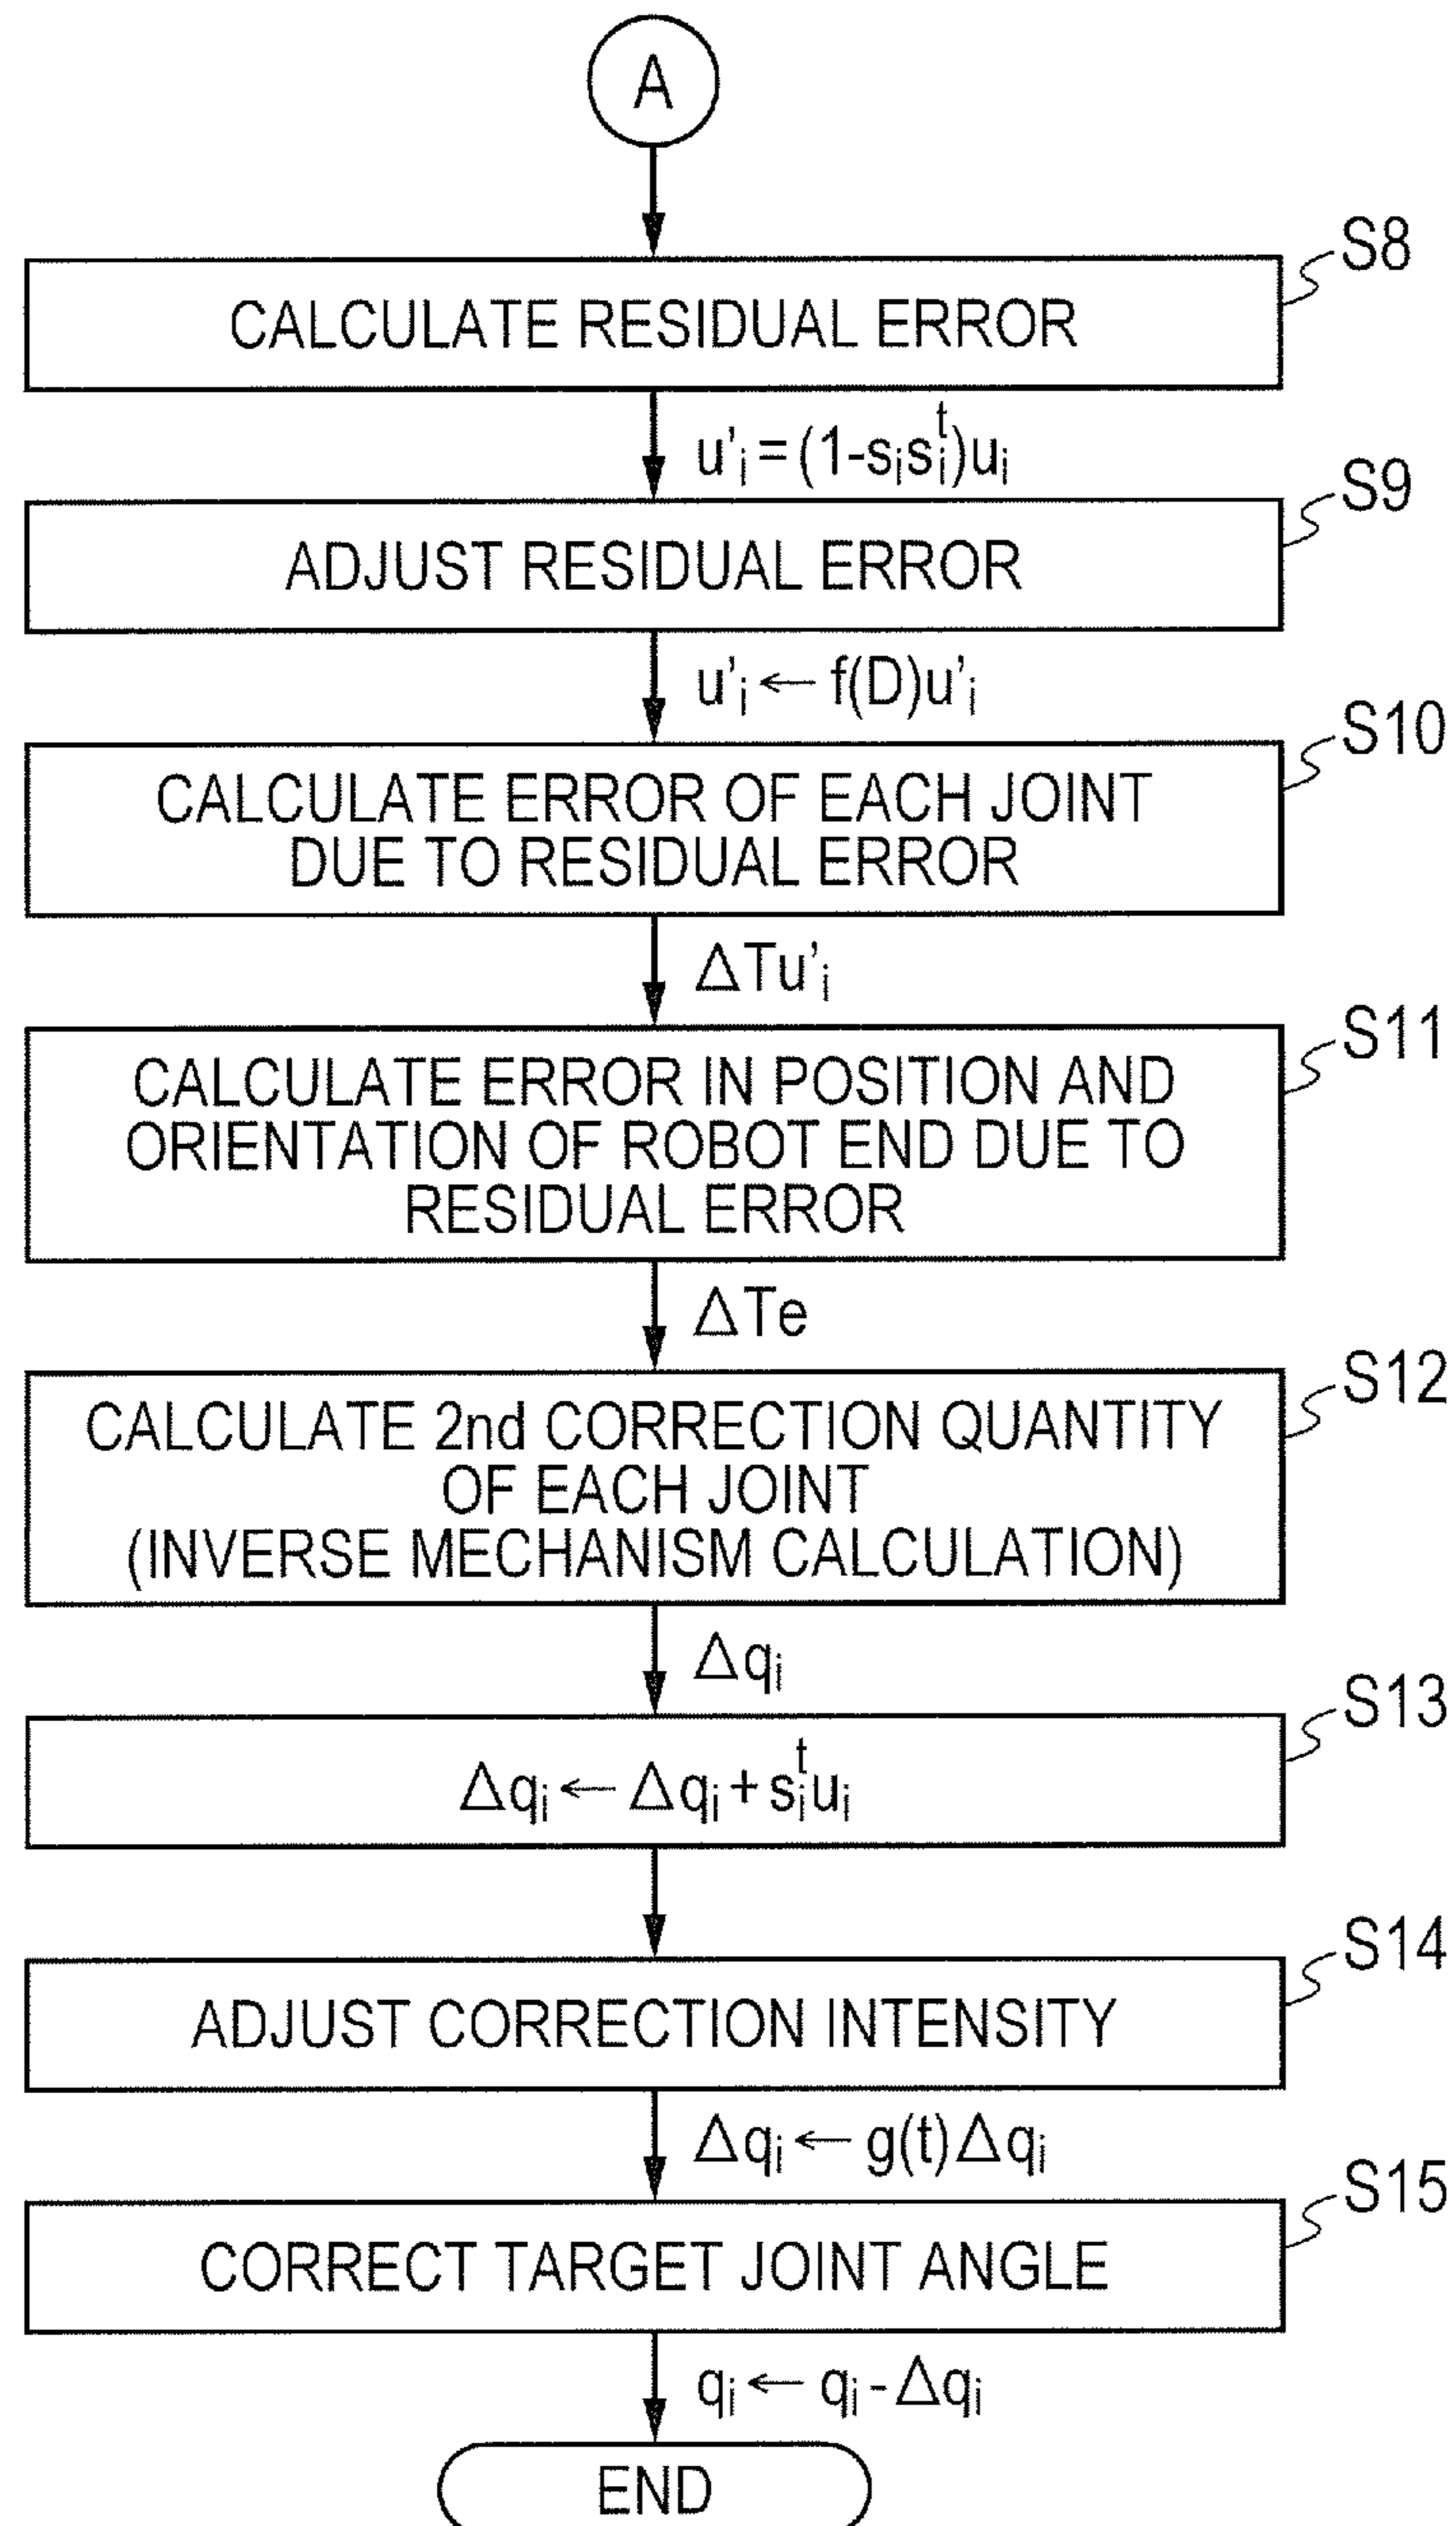 A
S8
CALCULATE RESIDUAL ERROR
u'i = (1-sisi^t)ui
S9
ADJUST RESIDUAL ERROR
u'i ← f(D)u'i
S10
CALCULATE ERROR OF EACH JOINT
DUE TO RESIDUAL ERROR
ΔTu'i
S11
CALCULATE ERROR IN POSITION AND
ORIENTATION OF ROBOT END DUE TO
RESIDUAL ERROR
ΔTe
S12
CALCULATE 2nd CORRECTION QUANTITY
OF EACH JOINT
(INVERSE MECHANISM CALCULATION)
Δqi
S13
Δqi ← Δqi + si^t ui
S14
ADJUST CORRECTION INTENSITY
Δqi ← g(t)Δqi
S15
CORRECT TARGET JOINT ANGLE
qi ← qi - Δqi
END